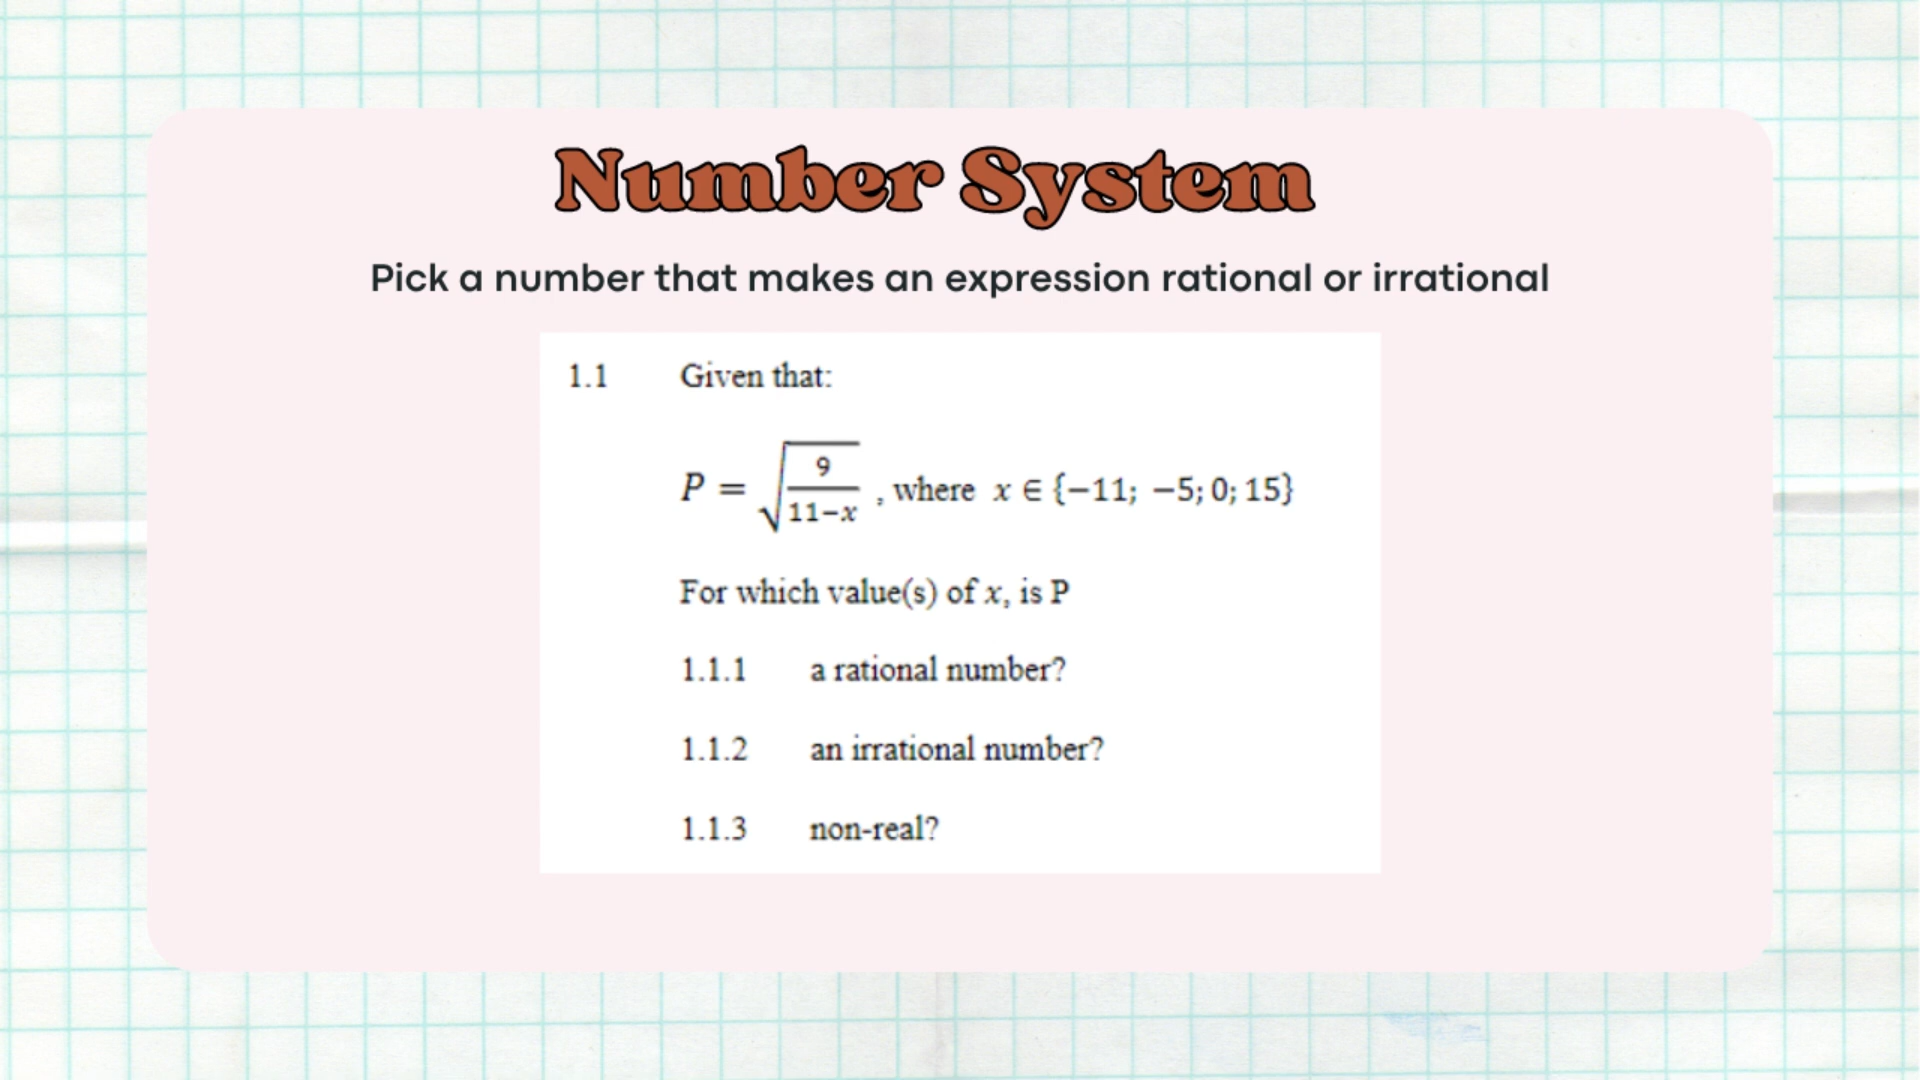 Number System
Pick a number that makes an expression rational or irrational
1.1 Given that:
P = √(9/(11−x)) , where x ∈ {−11; −5; 0; 15}
For which value(s) of x, is P
1.1.1 a rational number?
1.1.2 an irrational number?
1.1.3 non-real?